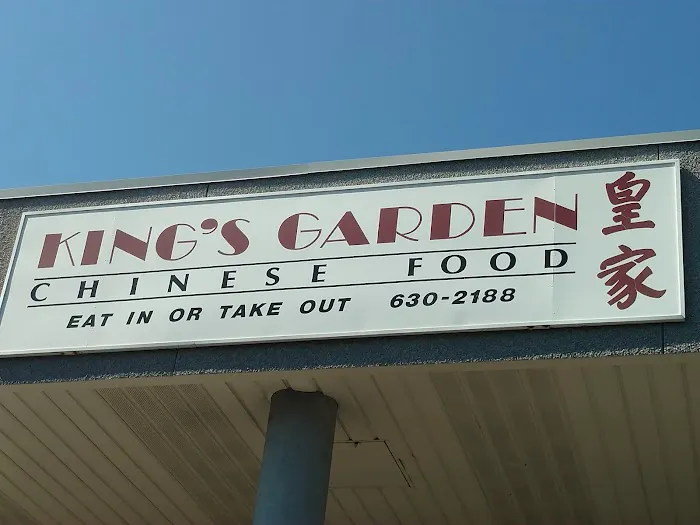 KING'S GARDEN
CHINESE FOOD
EAT IN OR TAKE OUT 630-2188
皇家